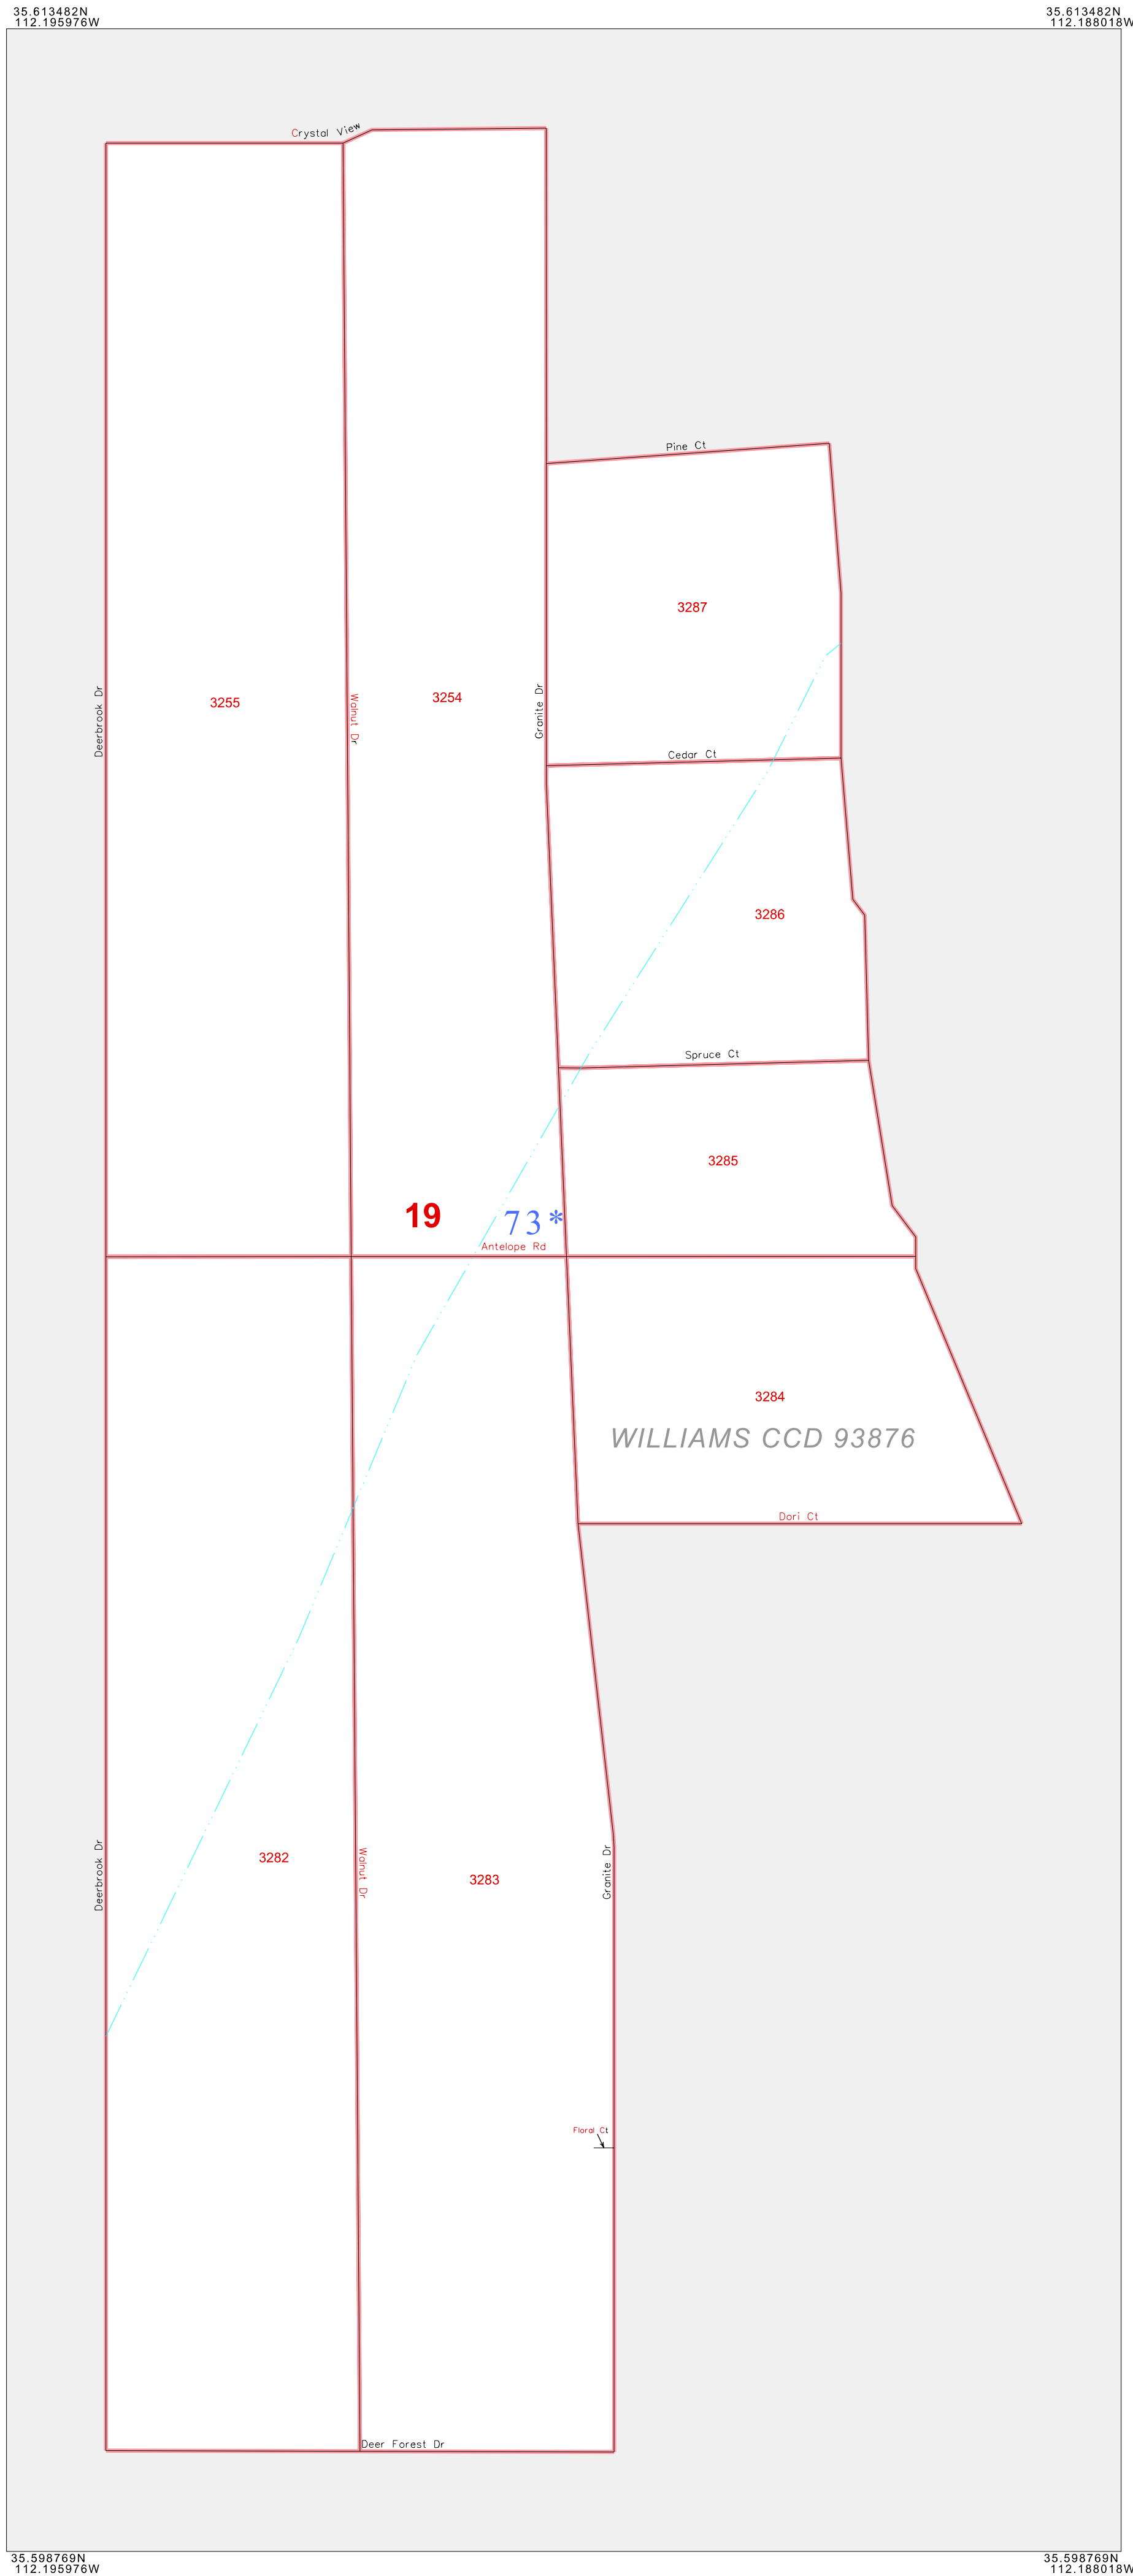 35.613482N
112.195976W
35.613482N
112.188018W
Crystal View
Pine Ct
3287
Deerbrook Dr
3255
Walnut Dr
3254
Granite Dr
Cedar Ct
3286
Spruce Ct
3285
19
73*
Antelope Rd
3284
WILLIAMS CCD 93876
Dori Ct
Deerbrook Dr
3282
Walnut Dr
3283
Granite Dr
Floral Ct
Deer Forest Dr
35.598769N
112.195976W
35.598769N
112.188018W